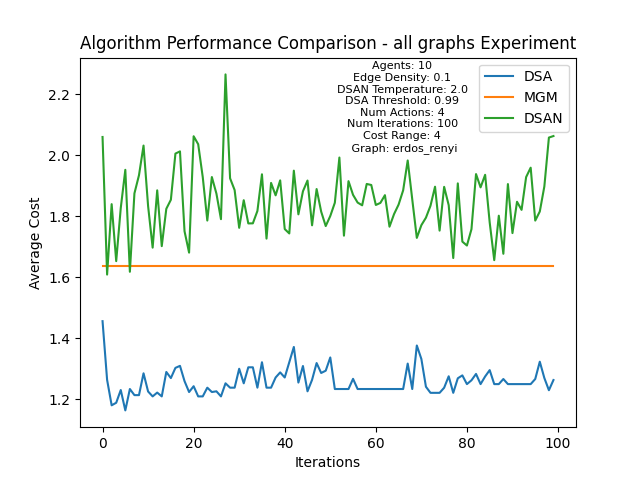 Algorithm Performance Comparison - all graphs Experiment
Agents: 10
Edge Density: 0.1
DSAN Temperature: 2.0
DSA Threshold: 0.99
Num Actions: 4
Num Iterations: 100
Cost Range: 4
Graph: erdos_renyi
DSA
MGM
DSAN
Average Cost
2.2
2.0
1.8
1.6
1.4
1.2
0
20
40
60
80
100
Iterations